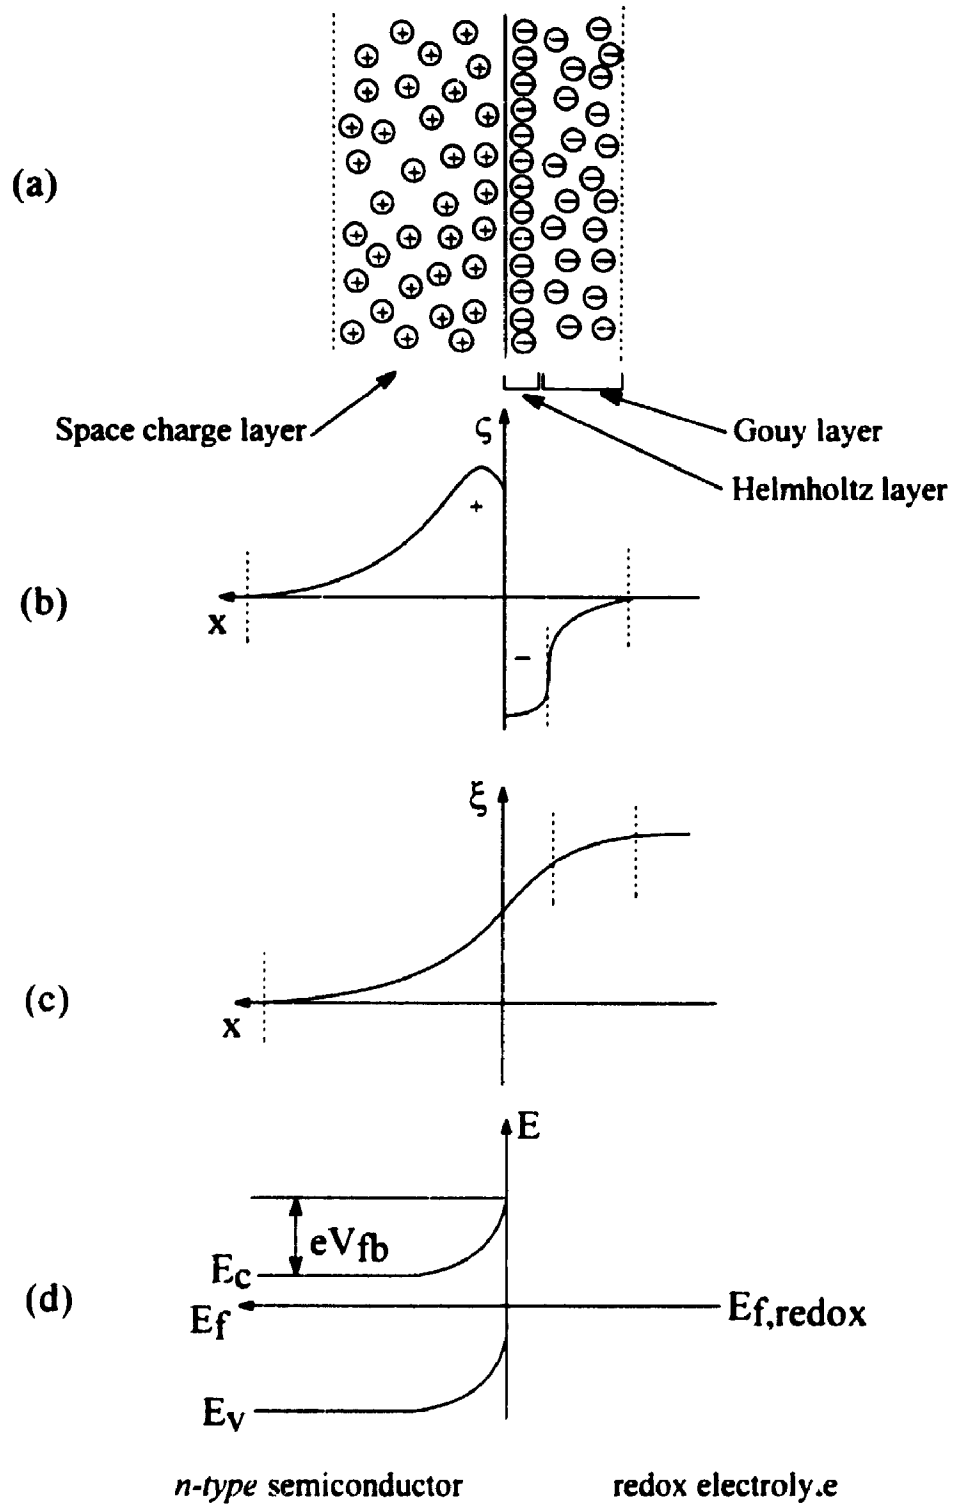 (a)
Space charge layer
Gouy layer
Helmholtz layer
ς
+
(b)
x
−
ξ
(c)
x
E
eVfb
Ec
(d)
Ef
Ef,redox
Ev
n-type semiconductor
redox electroly.e